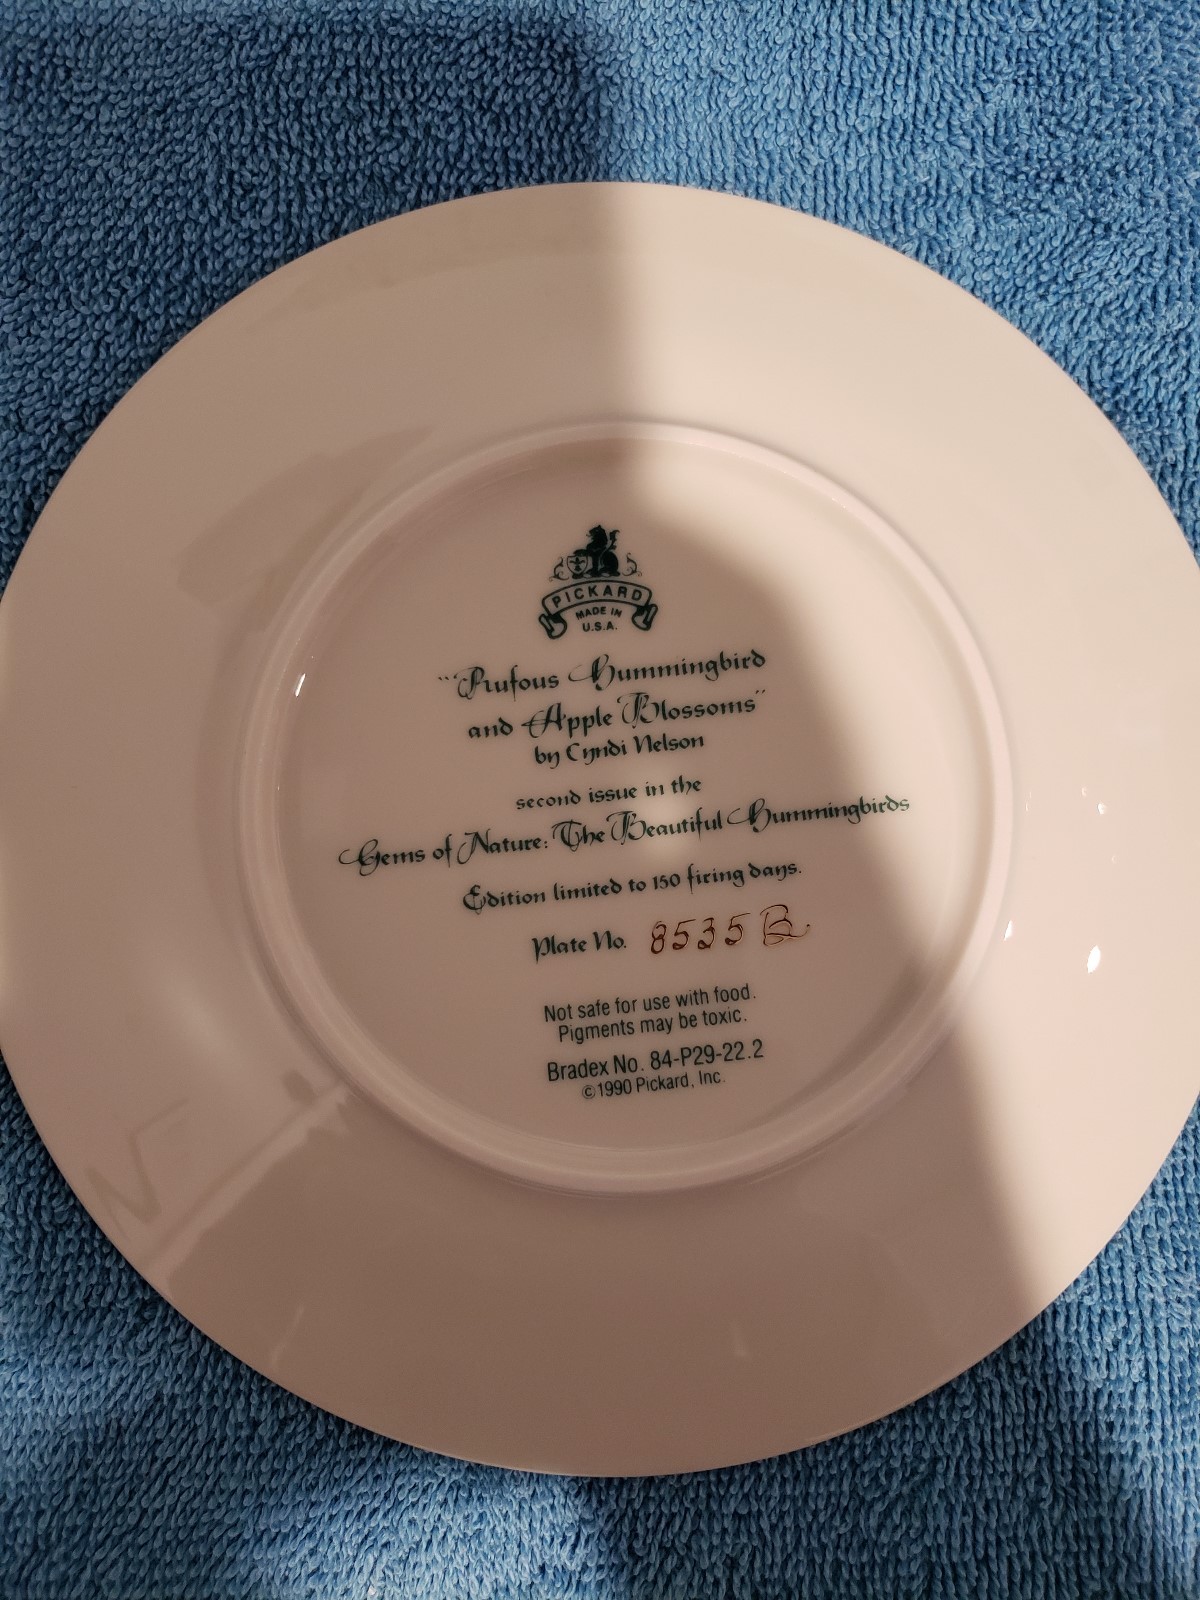 PICKARD
MADE IN
U.S.A.
"Rufous Hummingbird
and Apple Blossoms"
by Cyndi Nelson
second issue in the
Gems of Nature: The Beautiful Hummingbirds
Edition limited to 150 firing days.
Plate No. 8535 B
Not safe for use with food.
Pigments may be toxic.
Bradex No. 84-P29-22.2
©1990 Pickard, Inc.